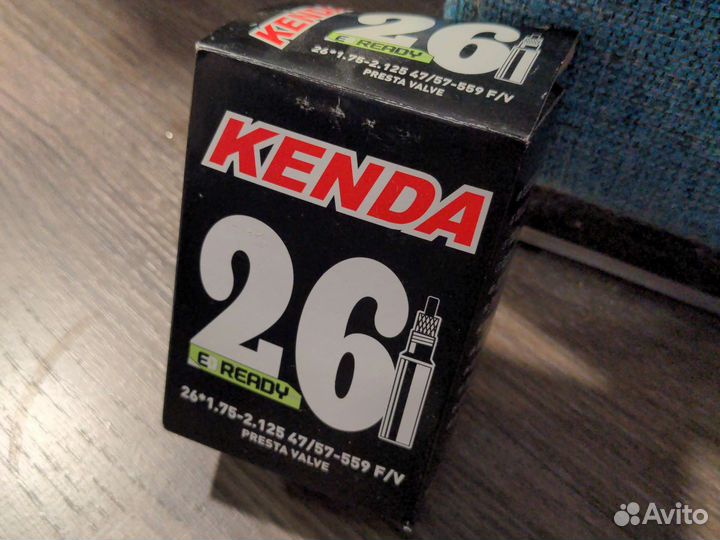 KENDA
26
E READY
26*1.75-2.125 47/57-559 F/V
PRESTA VALVE
KENDA
26
E READY
26*1.75-2.125 47/57-559 F/V
PRESTA VALVE
Avito